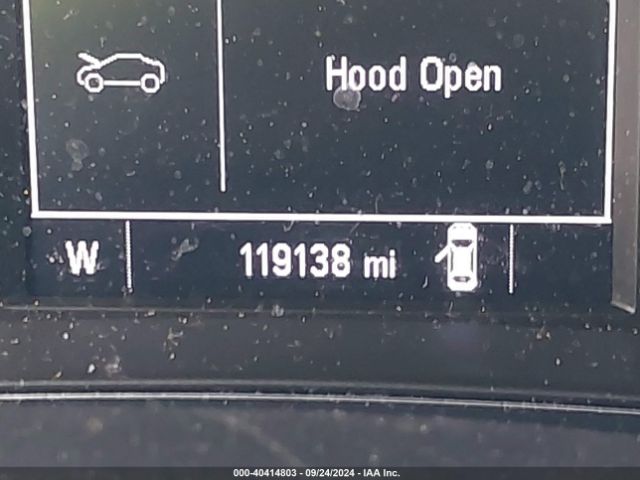 Hood Open
W 119138 mi
000-40414803 - 09/24/2024 - IAA Inc.